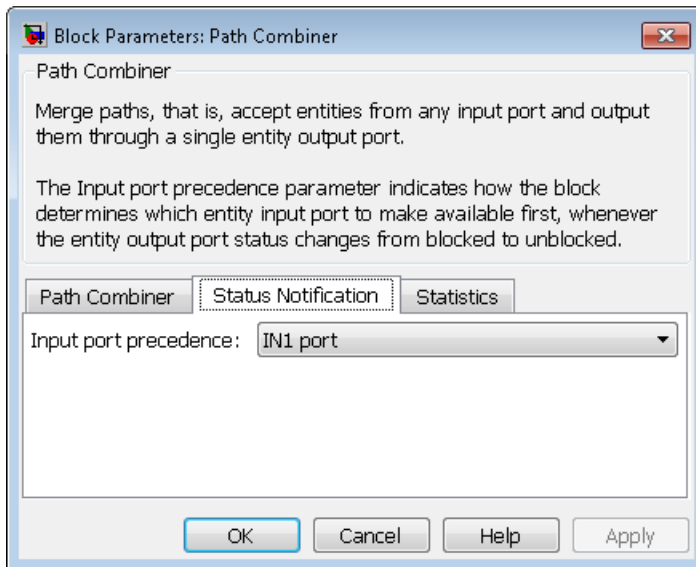 Block Parameters: Path Combiner
Path Combiner
Merge paths, that is, accept entities from any input port and output
them through a single entity output port.
The Input port precedence parameter indicates how the block
determines which entity input port to make available first, whenever
the entity output port status changes from blocked to unblocked.
Path Combiner Status Notification Statistics
Input port precedence: IN1 port
OK Cancel Help Apply